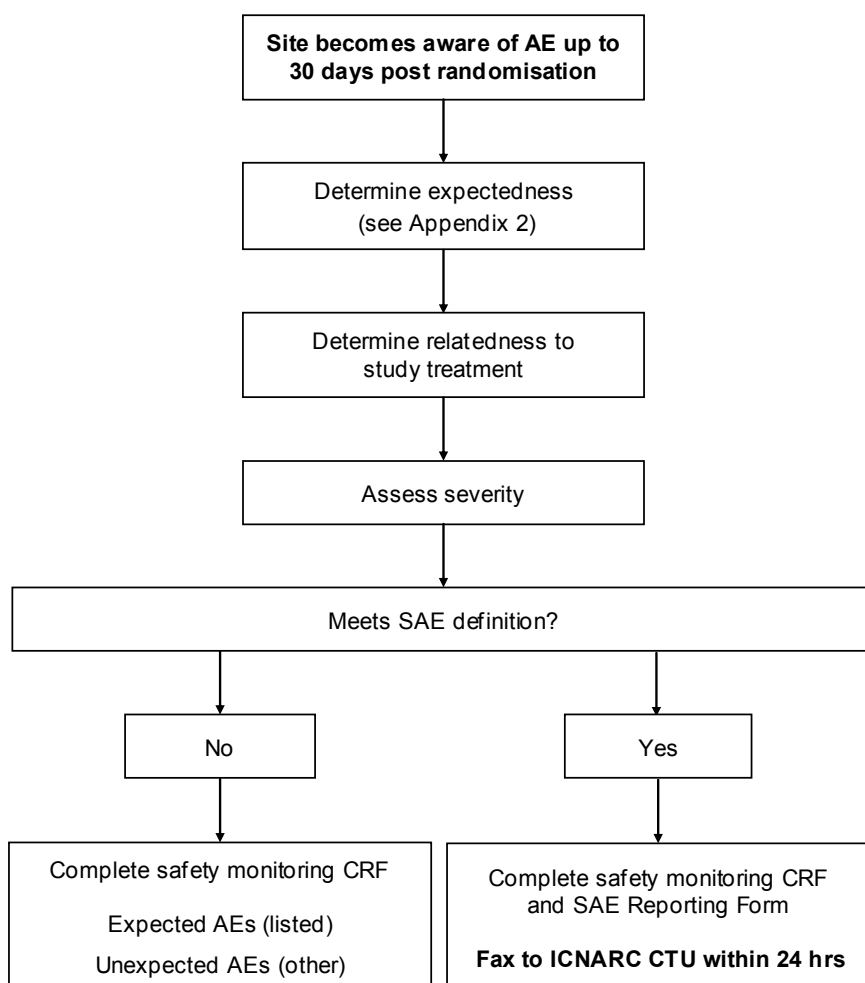 Site becomes aware of AE up to
30 days post randomisation
Determine expectedness
(see Appendix 2)
Determine relatedness to
study treatment
Assess severity
Meets SAE definition?
No
Yes
Complete safety monitoring CRF
Expected AEs (listed)
Unexpected AEs (other)
Complete safety monitoring CRF
and SAE Reporting Form
Fax to ICNARC CTU within 24 hrs